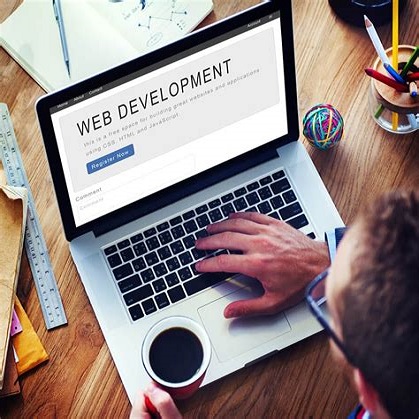 Home About Contact
Account
WEB DEVELOPMENT
this is a free space for building great websites and applications
using CSS, HTML and JavaScript
Register Now
Comment
Comments